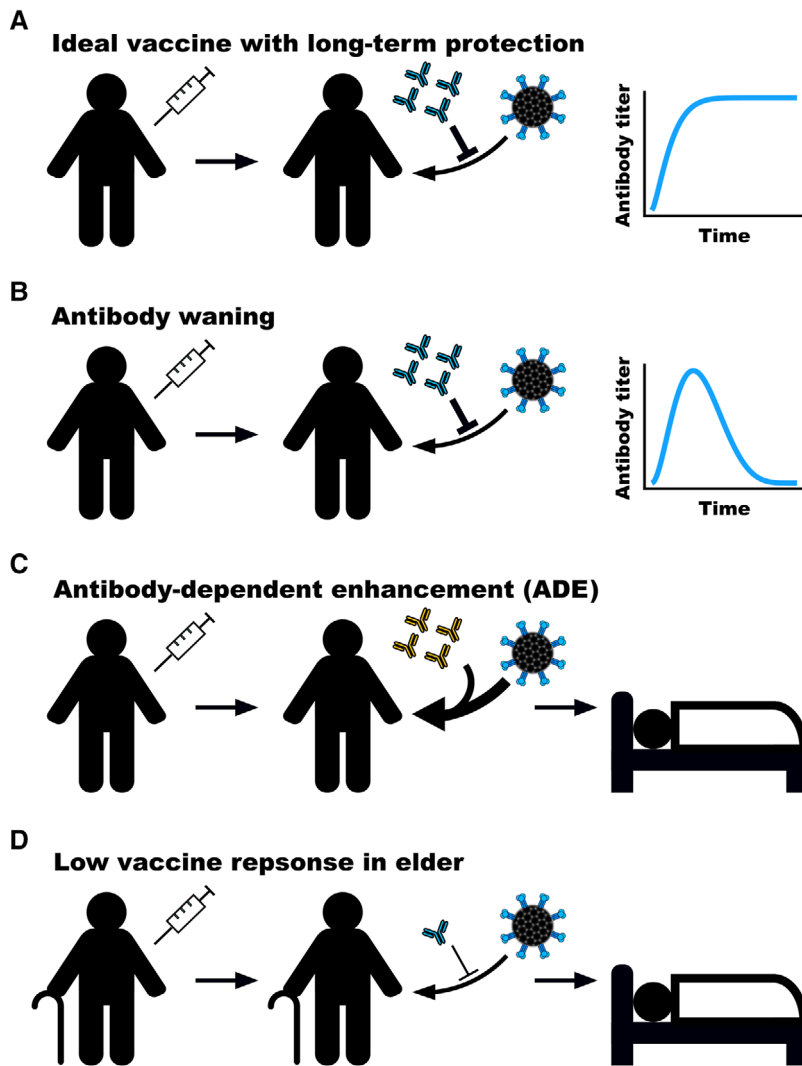 A
Ideal vaccine with long-term protection
Antibody titer
Time
B
Antibody waning
Antibody titer
Time
C
Antibody-dependent enhancement (ADE)
D
Low vaccine repsonse in elder